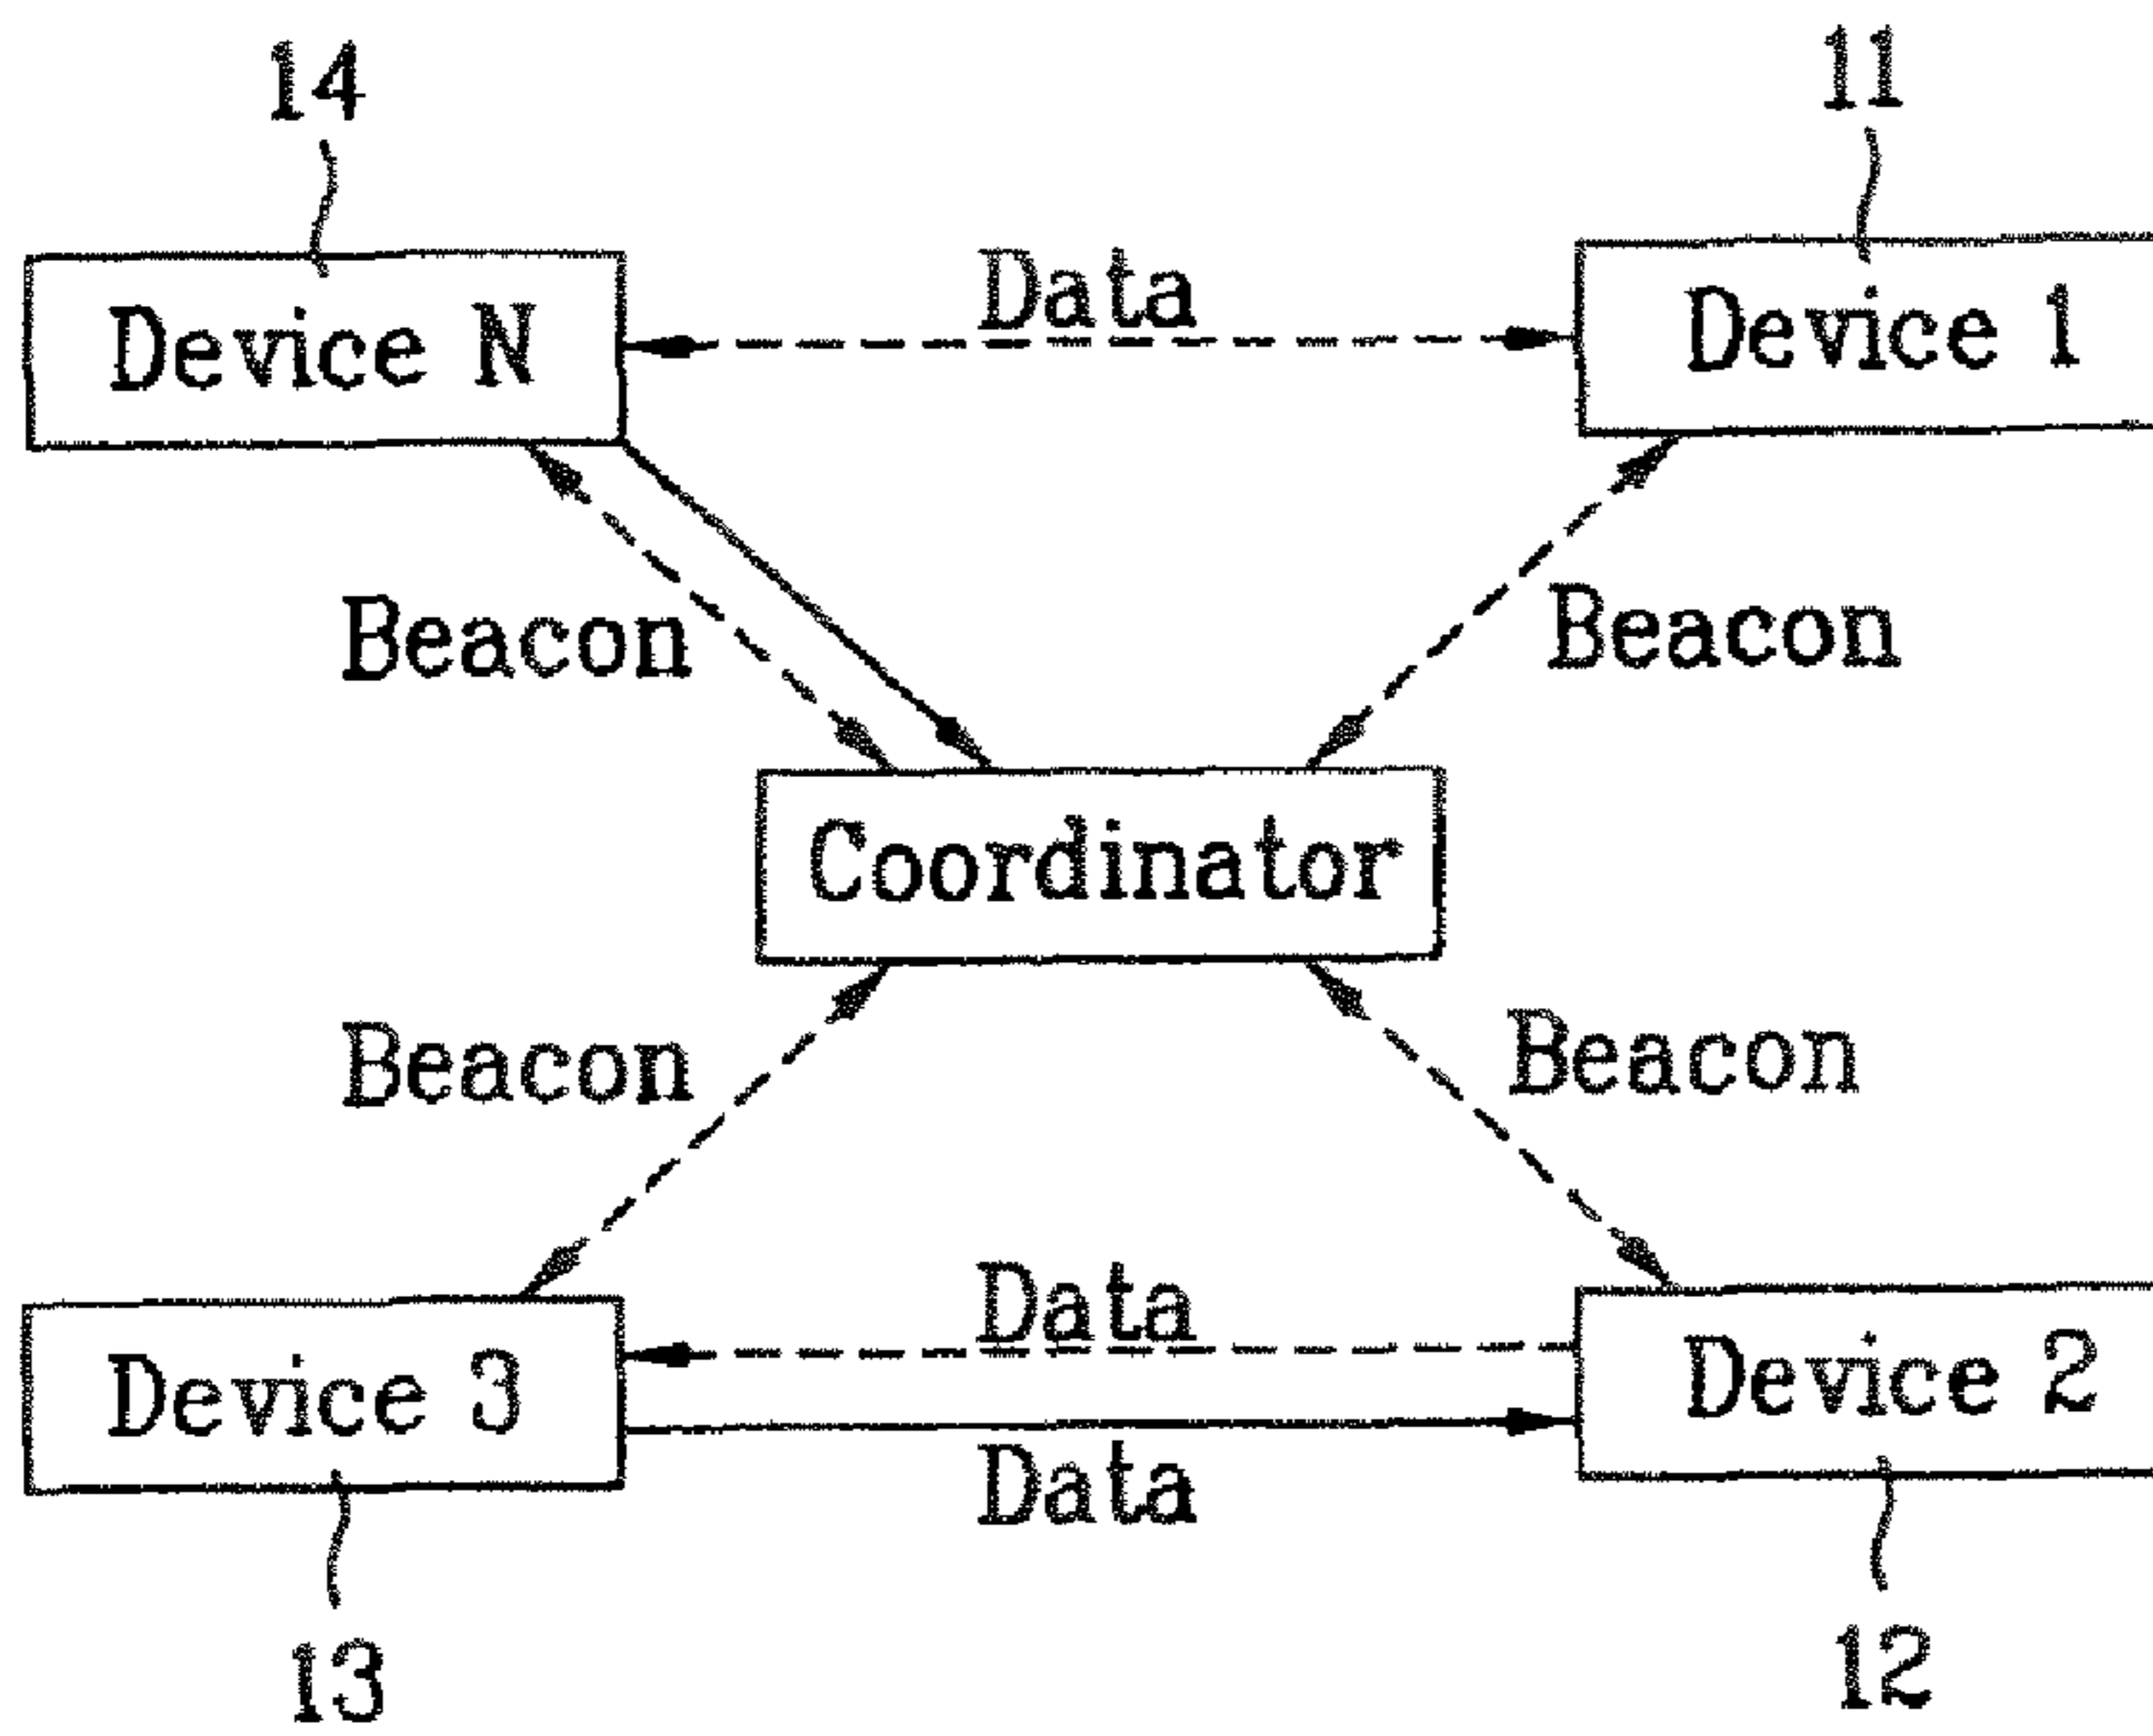 14
11
Data
Device N
Device 1
Beacon
Beacon
Coordinator
Beacon
Beacon
Data
Device 3
Device 2
Data
13
12